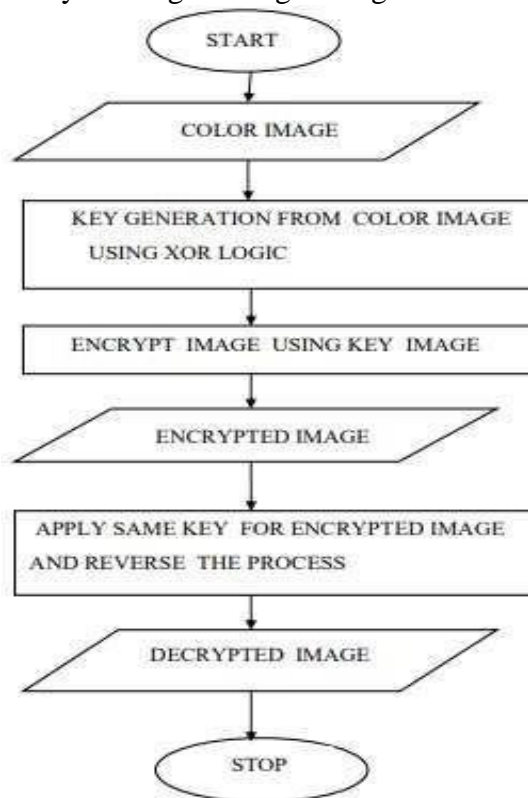 START
COLOR IMAGE
KEY GENERATION FROM COLOR IMAGE
USING XOR LOGIC
ENCRYPT IMAGE USING KEY IMAGE
ENCRYPTED IMAGE
APPLY SAME KEY FOR ENCRYPTED IMAGE
AND REVERSE THE PROCESS
DECRYPTED IMAGE
STOP